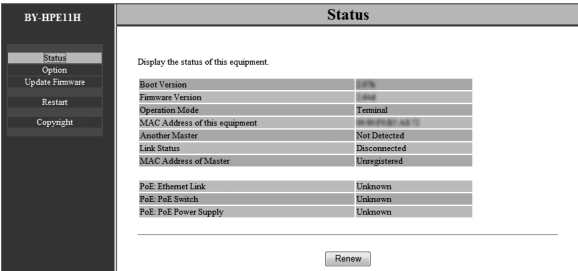 BY-HPE11H
Status
Status
Option
Update Firmware
Restart
Copyright
Display the status of this equipment.
Boot Version
Firmware Version
Operation Mode Terminal
MAC Address of this equipment
Another Master Not Detected
Link Status Disconnected
MAC Address of Master Unregistered
PoE: Ethernet Link Unknown
PoE: PoE Switch Unknown
PoE: PoE Power Supply Unknown
Renew